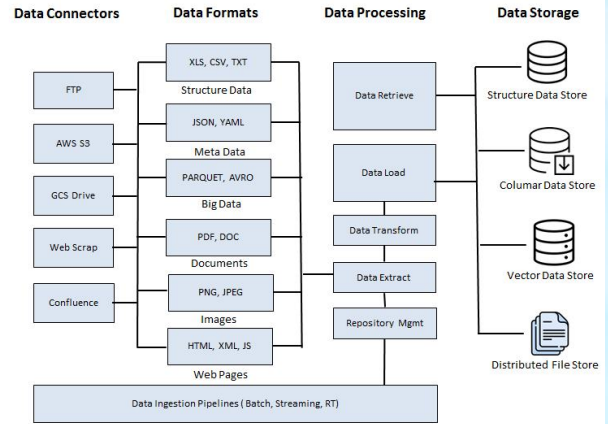 Data Connectors
Data Formats
Data Processing
Data Storage
FTP
AWS S3
GCS Drive
Web Scrap
Confluence
XLS, CSV, TXT
Structure Data
JSON, YAML
Meta Data
PARQUET, AVRO
Big Data
PDF, DOC
Documents
PNG, JPEG
Images
HTML, XML, JS
Web Pages
Data Retrieve
Data Load
Data Transform
Data Extract
Repository Mgmt
Structure Data Store
Columar Data Store
Vector Data Store
Distributed File Store
Data Ingestion Pipelines ( Batch, Streaming, RT)